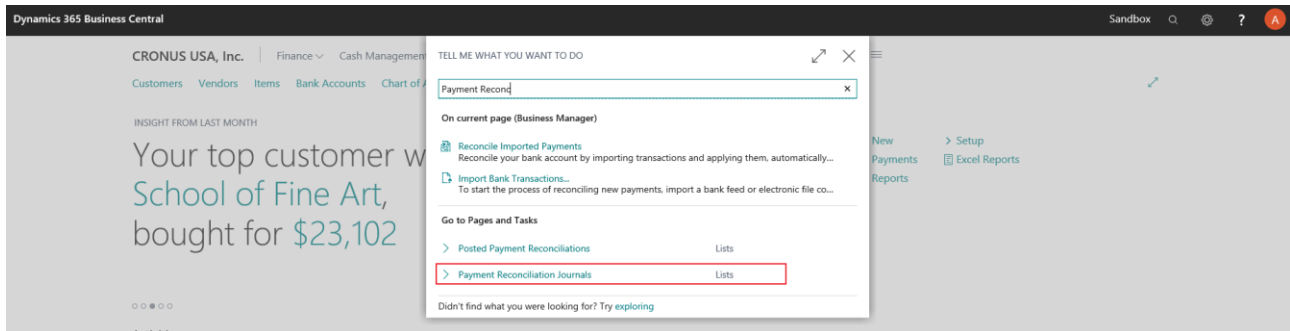 Dynamics 365 Business Central
Sandbox
?
A
CRONUS USA, Inc.
Finance
Cash Management
Customers Vendors Items Bank Accounts Chart of
INSIGHT FROM LAST MONTH
Your top customer w
School of Fine Art,
bought for $23,102
TELL ME WHAT YOU WANT TO DO
Payment Reconc
On current page (Business Manager)
Reconcile Imported Payments
Reconcile your bank account by importing transactions and applying them, automatically...
Import Bank Transactions...
To start the process of reconciling new payments, import a bank feed or electronic file co...
Go to Pages and Tasks
> Posted Payment Reconciliations Lists
> Payment Reconciliation Journals Lists
Didn't find what you were looking for? Try exploring
New
Payments
Reports
> Setup
Excel Reports